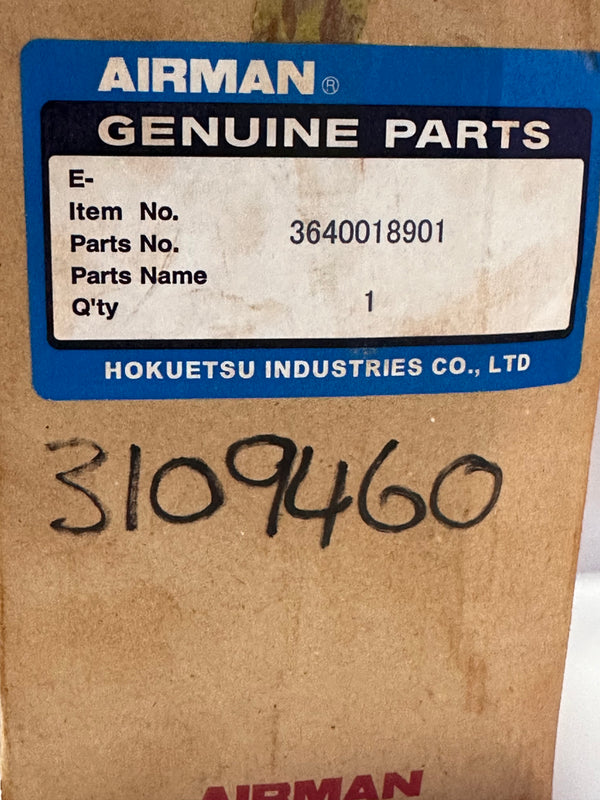 AIRMAN®
GENUINE PARTS
E-
Item No.
Parts No. 3640018901
Parts Name
Q'ty 1
HOKUETSU INDUSTRIES CO., LTD
3109460
AIRMAN